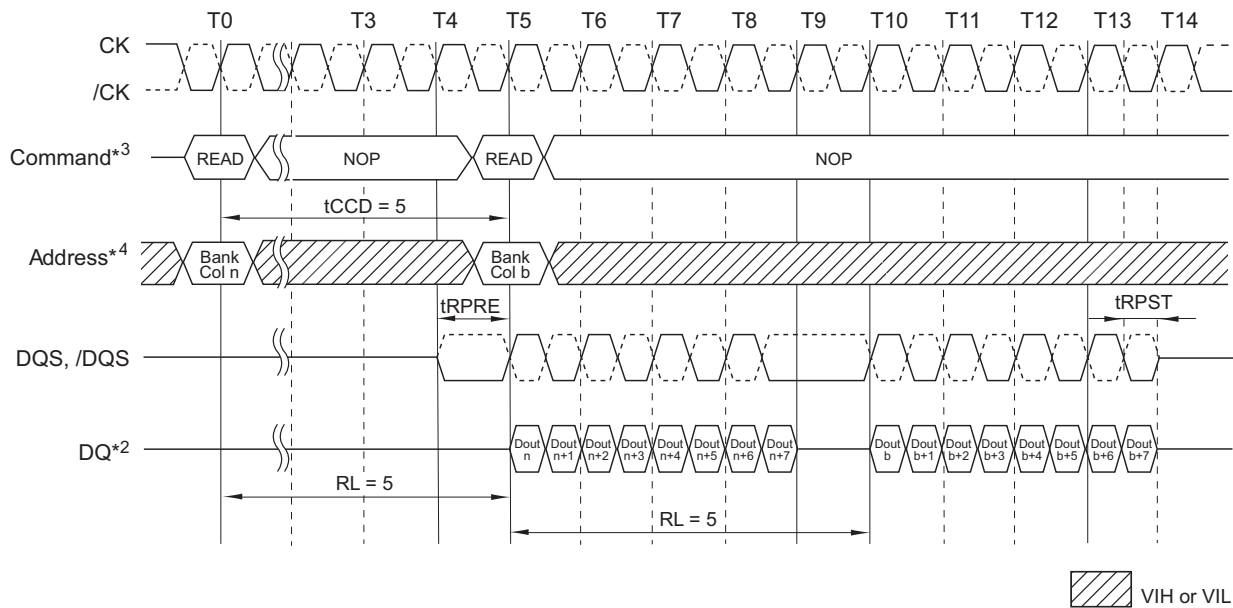 T0 T3 T4 T5 T6 T7 T8 T9 T10 T11 T12 T13 T14
CK
/CK
Command*3
READ NOP READ NOP
tCCD = 5
Address*4
Bank Col n
Bank Col b
tRPRE
tRPST
DQS, /DQS
DQ*2
Dout n
Dout n+1
Dout n+2
Dout n+3
Dout n+4
Dout n+5
Dout n+6
Dout n+7
Dout b
Dout b+1
Dout b+2
Dout b+3
Dout b+4
Dout b+5
Dout b+6
Dout b+7
RL = 5
RL = 5
VIH or VIL